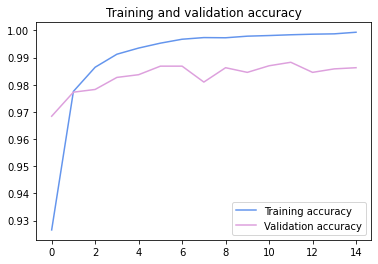 Training and validation accuracy
1.00
0.99
0.98
0.97
0.96
0.95
0.94
0.93
Training accuracy
Validation accuracy
0 2 4 6 8 10 12 14